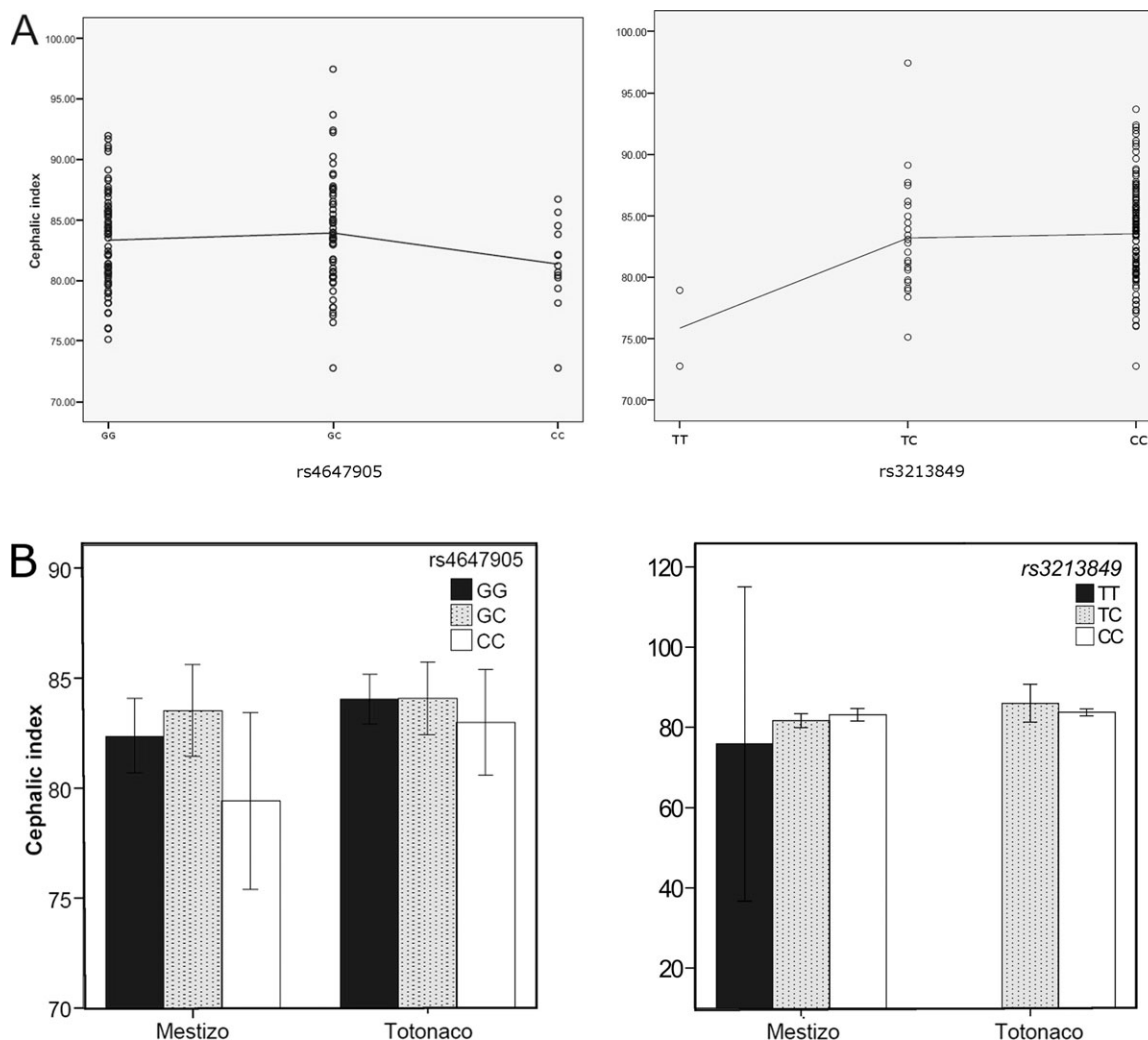 A
Cephalic index
100.00
95.00
90.00
85.00
80.00
75.00
70.00
GG
GC
CC
rs4647905
100.00
95.00
90.00
85.00
80.00
75.00
70.00
TT
TC
CC
rs3213849
B
Cephalic index
90
85
80
75
70
rs4647905
GG
GC
CC
Mestizo
Totonaco
120
100
80
60
40
20
rs3213849
TT
TC
CC
Mestizo
Totonaco